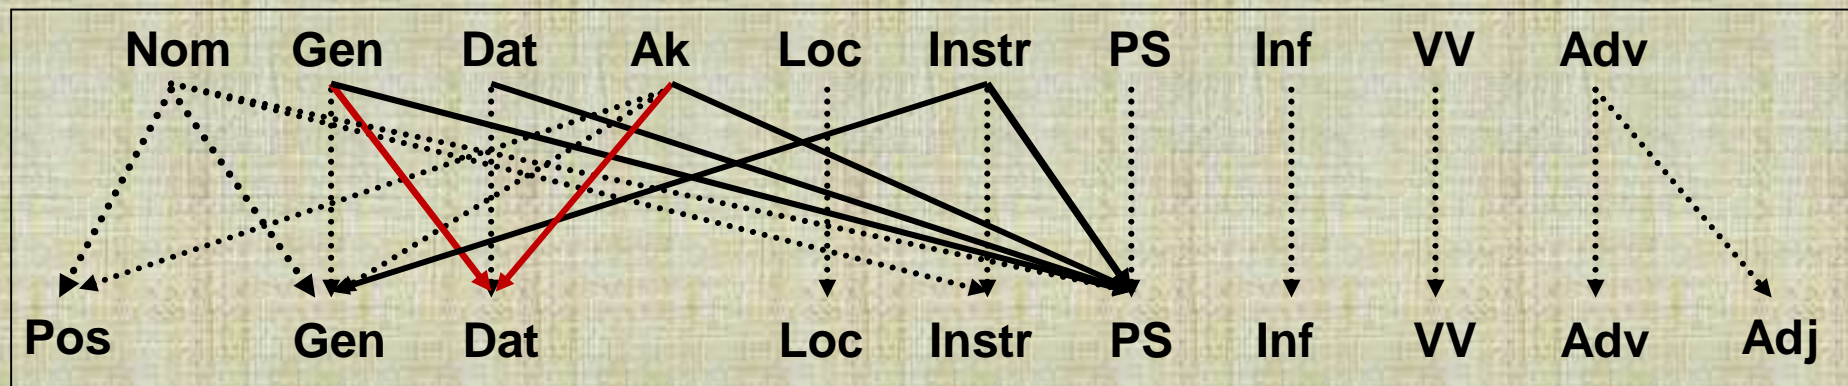 Nom Gen Dat Ak Loc Instr PS Inf VV Adv
Pos Gen Dat Loc Instr PS Inf VV Adv Adj